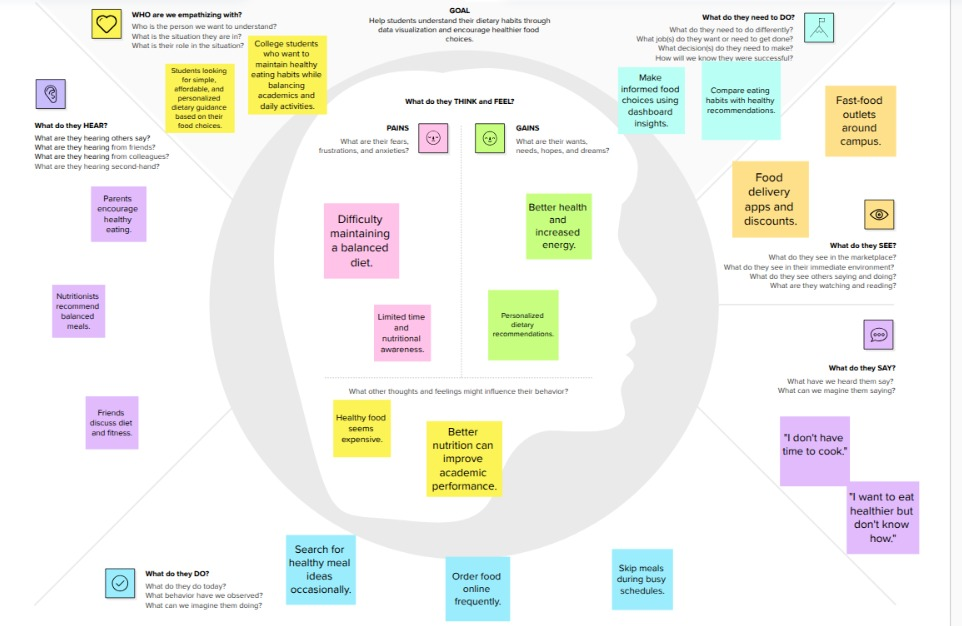 WHO are we empathizing with?
Who is the person we want to understand?
What is the situation they are in?
What is their role in the situation?
Students looking
for simple,
affordable, and
personalized
dietary guidance
based on their
food choices.
College students
who want to
maintain healthy
eating habits while
balancing
academics and
daily activities.
GOAL
Help students understand their dietary habits through
data visualization and encourage healthier food
choices.
What do they need to DO?
What do they need to do differently?
What job(s) do they want or need to get done?
What decision(s) do they need to make?
How will we know they were successful?
Make
informed food
choices using
dashboard
insights.
Compare eating
habits with healthy
recommendations.
What do they HEAR?
What are they hearing others say?
What are they hearing from friends?
What are they hearing from colleagues?
What are they hearing second-hand?
Parents
encourage
healthy
eating.
Nutritionists
recommend
balanced
meals.
Friends
discuss diet
and fitness.
What do they THINK and FEEL?
PAINS
What are their fears,
frustrations, and anxieties?
GAINS
What are their wants,
needs, hopes, and dreams?
Difficulty
maintaining
a balanced
diet.
Limited time
and
nutritional
awareness.
Better health
and
increased
energy.
Personalized
dietary
recommendations.
What other thoughts and feelings might influence their behavior?
Healthy food
seems
expensive.
Better
nutrition can
improve
academic
performance.
Fast-food
outlets
around
campus.
Food
delivery
apps and
discounts.
What do they SEE?
What do they see in the marketplace?
What do they see in their immediate environment?
What do they see others saying and doing?
What are they watching and reading?
What do they SAY?
What have we heard them say?
What can we magine them saying?
"I don't have
time to cook."
"I want to eat
healthier but
don't know
how."
What do they DO?
What do they do today?
What behavior have we observed?
What can we imagine them doing?
Search for
healthy meal
ideas
occasionally.
Order food
online
frequently.
Skip meals
during busy
schedules.